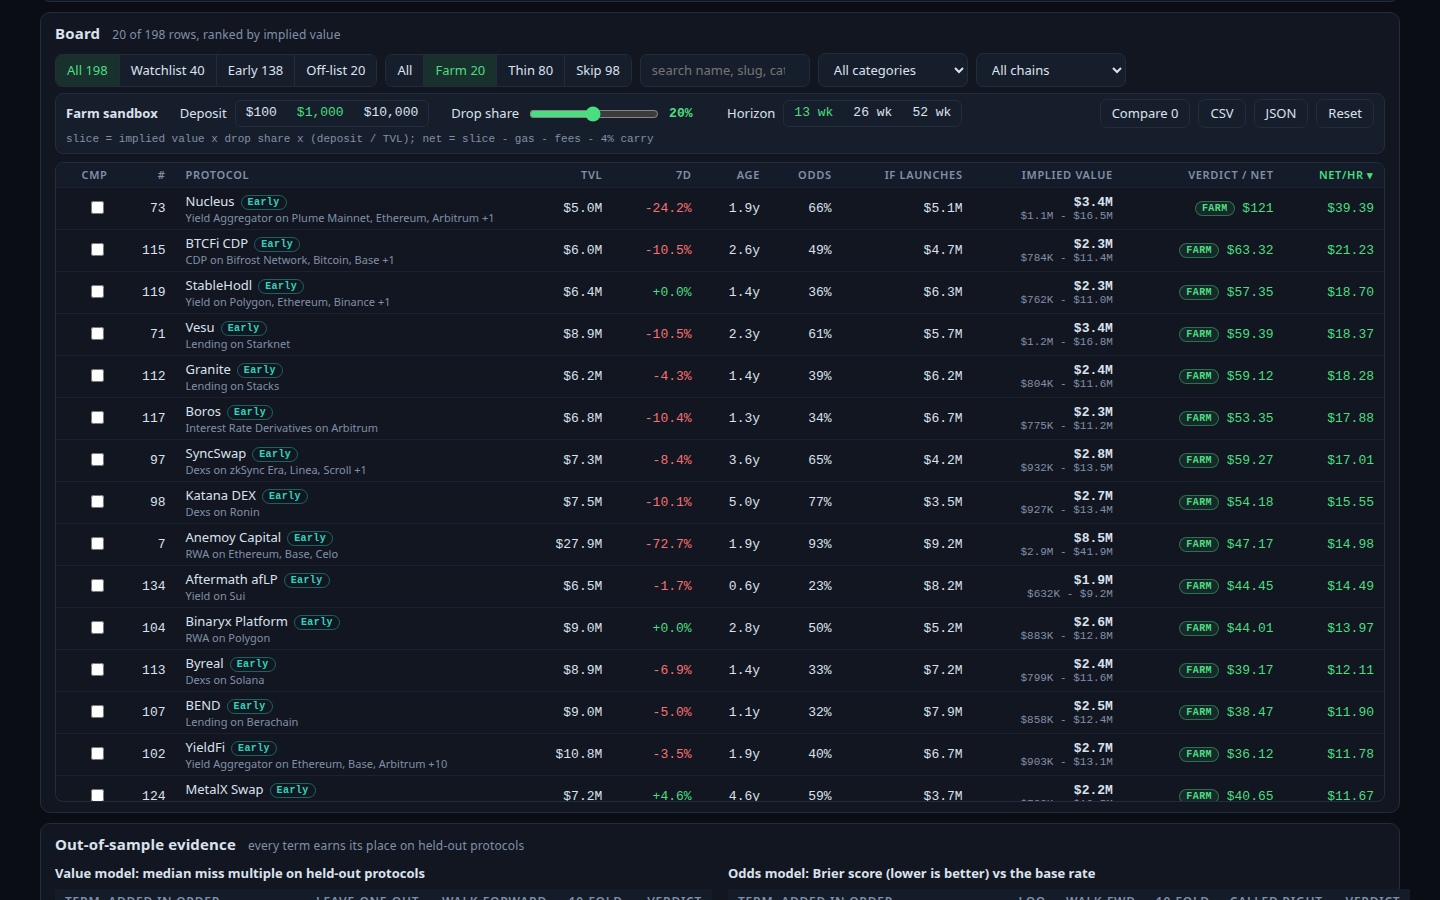 Board 20 of 198 rows, ranked by implied value
All 198 Watchlist 40 Early 138 Off-list 20 All Farm 20 Thin 80 Skip 98 search name, slug, cat All categories All chains
Farm sandbox Deposit $100 $1,000 $10,000 Drop share 20% Horizon 13 wk 26 wk 52 wk Compare 0 CSV JSON Reset
slice = implied value x drop share x (deposit / TVL); net = slice - gas - fees - 4% carry
CMP # PROTOCOL TVL 7D AGE ODDS IF LAUNCHES IMPLIED VALUE VERDICT / NET NET/HR ▼
73 Nucleus Early $5.0M -24.2% 1.9y 66% $5.1M $3.4M FARM $121 $39.39
Yield Aggregator on Plume Mainnet, Ethereum, Arbitrum +1 $1.1M - $16.5M
115 BTCFi CDP Early $6.0M -10.5% 2.6y 49% $4.7M $2.3M FARM $63.32 $21.23
CDP on Bifrost Network, Bitcoin, Base +1 $784K - $11.4M
119 StableHodl Early $6.4M +0.0% 1.4y 36% $6.3M $2.3M FARM $57.35 $18.70
Yield on Polygon, Ethereum, Binance +1 $762K - $11.0M
71 Vesu Early $8.9M -10.5% 2.3y 61% $5.7M $3.4M FARM $59.39 $18.37
Lending on Starknet $1.2M - $16.8M
112 Granite Early $6.2M -4.3% 1.4y 39% $6.2M $2.4M FARM $59.12 $18.28
Lending on Stacks $804K - $11.6M
117 Boros Early $6.8M -10.4% 1.3y 34% $6.7M $2.3M FARM $53.35 $17.88
Interest Rate Derivatives on Arbitrum $775K - $11.2M
97 SyncSwap Early $7.3M -8.4% 3.6y 65% $4.2M $2.8M FARM $59.27 $17.01
Dexs on zkSync Era, Linea, Scroll +1 $932K - $13.5M
98 Katana DEX Early $7.5M -10.1% 5.0y 77% $3.5M $2.7M FARM $54.18 $15.55
Dexs on Ronin $927K - $13.4M
7 Anemoy Capital Early $27.9M -72.7% 1.9y 93% $9.2M $8.5M FARM $47.17 $14.98
RWA on Ethereum, Base, Celo $2.9M - $41.9M
134 Aftermath afLP Early $6.5M -1.7% 0.6y 23% $8.2M $1.9M FARM $44.45 $14.49
Yield on Sui $632K - $9.2M
104 Binaryx Platform Early $9.0M +0.0% 2.8y 50% $5.2M $2.6M FARM $44.01 $13.97
RWA on Polygon $883K - $12.8M
113 Byreal Early $8.9M -6.9% 1.4y 33% $7.2M $2.4M FARM $39.17 $12.11
Dexs on Solana $799K - $11.6M
107 BEND Early $9.0M -5.0% 1.1y 32% $7.9M $2.5M FARM $38.47 $11.90
Lending on Berachain $858K - $12.4M
102 YieldFi Early $10.8M -3.5% 1.9y 40% $6.7M $2.7M FARM $36.12 $11.78
Yield Aggregator on Ethereum, Base, Arbitrum +10 $903K - $13.1M
124 MetalX Swap Early $7.2M +4.6% 4.6y 59% $3.7M $2.2M FARM $40.65 $11.67
Out-of-sample evidence every term earns its place on held-out protocols
Value model: median miss multiple on held-out protocols Odds model: Brier score (lower is better) vs the base rate
TERM, ADDED IN ORDER LEAVE-ONE-OUT WALK-FORWARD 10-FOLD VERDICT TERM, ADDED IN ORDER LOO WALK-FWD 10-FOLD CALLED RIGHT VERDICT